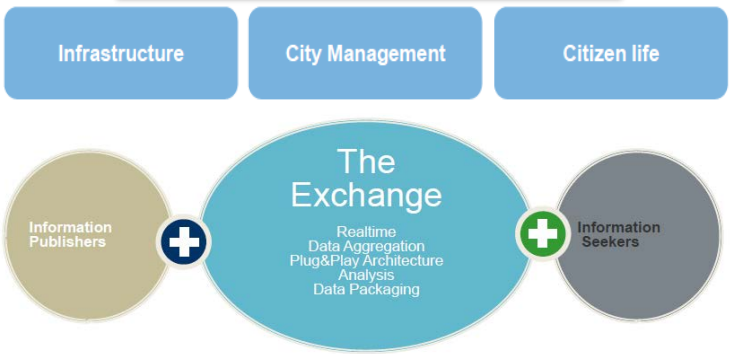 Infrastructure
City Management
Citizen life
The
Exchange
Realtime
Data Aggregation
Plug&Play Architecture
Analysis
Data Packaging
Information
Publishers
Information
Seekers